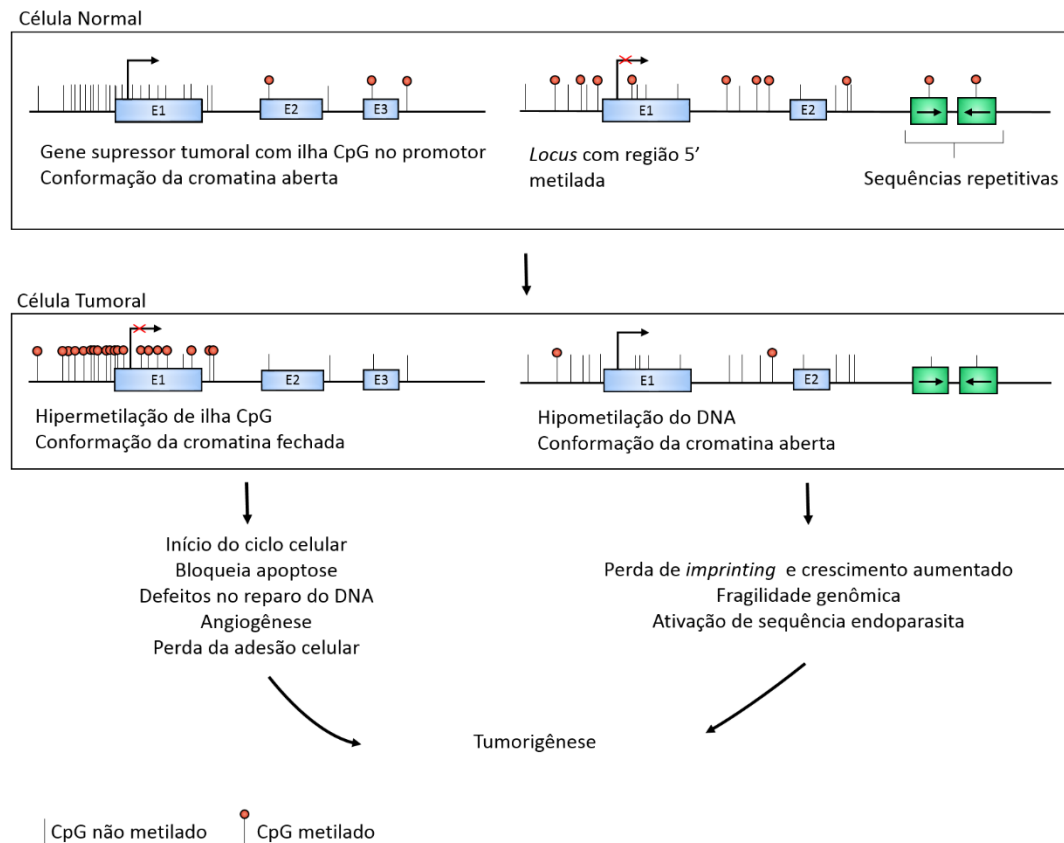 Célula Normal
E1
E2
E3
E1
E2
Gene supressor tumoral com ilha CpG no promotor
Conformação da cromatina aberta
Locus com região 5’
metilada
Sequências repetitivas
Célula Tumoral
E1
E2
E3
E1
E2
Hipermetilação de ilha CpG
Conformação da cromatina fechada
Hipometilação do DNA
Conformação da cromatina aberta
Início do ciclo celular
Bloqueia apoptose
Defeitos no reparo do DNA
Angiogênese
Perda da adesão celular
Perda de imprinting e crescimento aumentado
Fragilidade genômica
Ativação de sequência endoparasita
Tumorigênese
CpG não metilado
CpG metilado